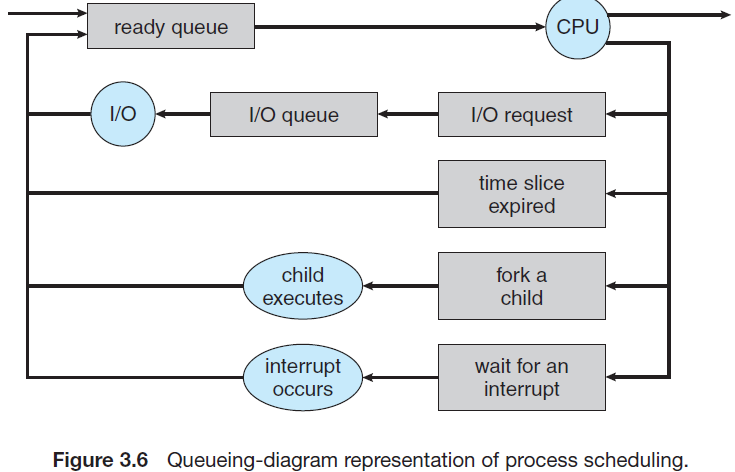 ready queue
CPU
I/O
I/O queue
I/O request
time slice
expired
child
executes
fork a
child
interrupt
occurs
wait for an
interrupt
Figure 3.6 Queueing-diagram representation of process scheduling.